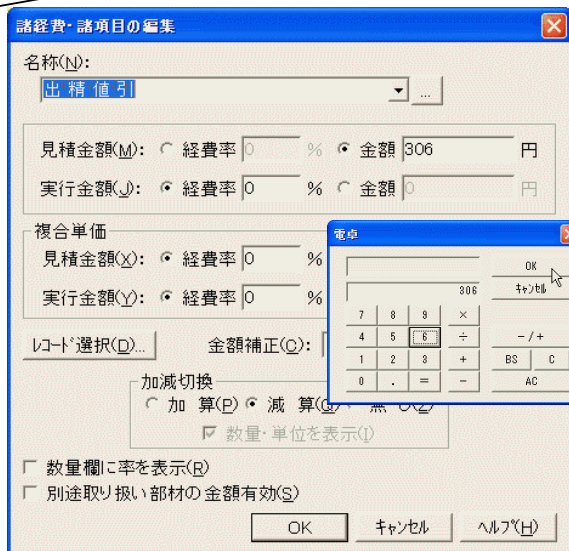 諸経費・諸項目の編集
名称(N):
出 精 値 引
...
見積金額(M): 経費率 0 % 金額 306 円
実行金額(J): 経費率 0 % 金額 0 円
複合単価
見積金額(X): 経費率 0 %
実行金額(Y): 経費率 0 %
電卓
OK
306 ｷｬﾝｾﾙ
7 8 9 ×
4 5 6 ÷ -/+
1 2 3 + BS C
0 . = - AC
ﾚｺｰﾄﾞ選択(D)... 金額補正(C):
加減切換
加 算(P) 減 算(Q)
数量・単位を表示(I)
数量欄に率を表示(R)
別途取り扱い部材の金額有効(S)
OK ｷｬﾝｾﾙ ﾍﾙﾌﾟ(H)